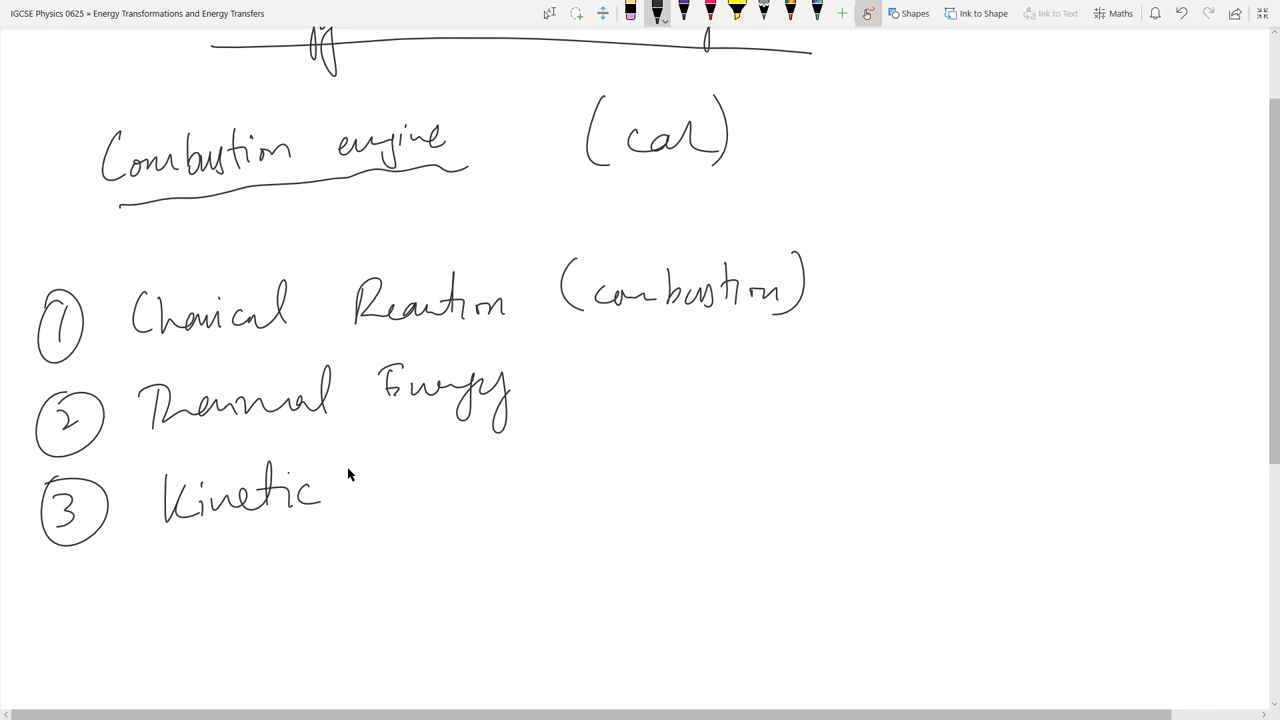 IGCSE Physics 0625 - Energy Transformations and Energy Transfers
Shapes Ink to Shape Ink to Text Maths
Combustion engine (car)
1 Chemical Reaction (combustion)
2 Thermal Energy
3 Kinetic